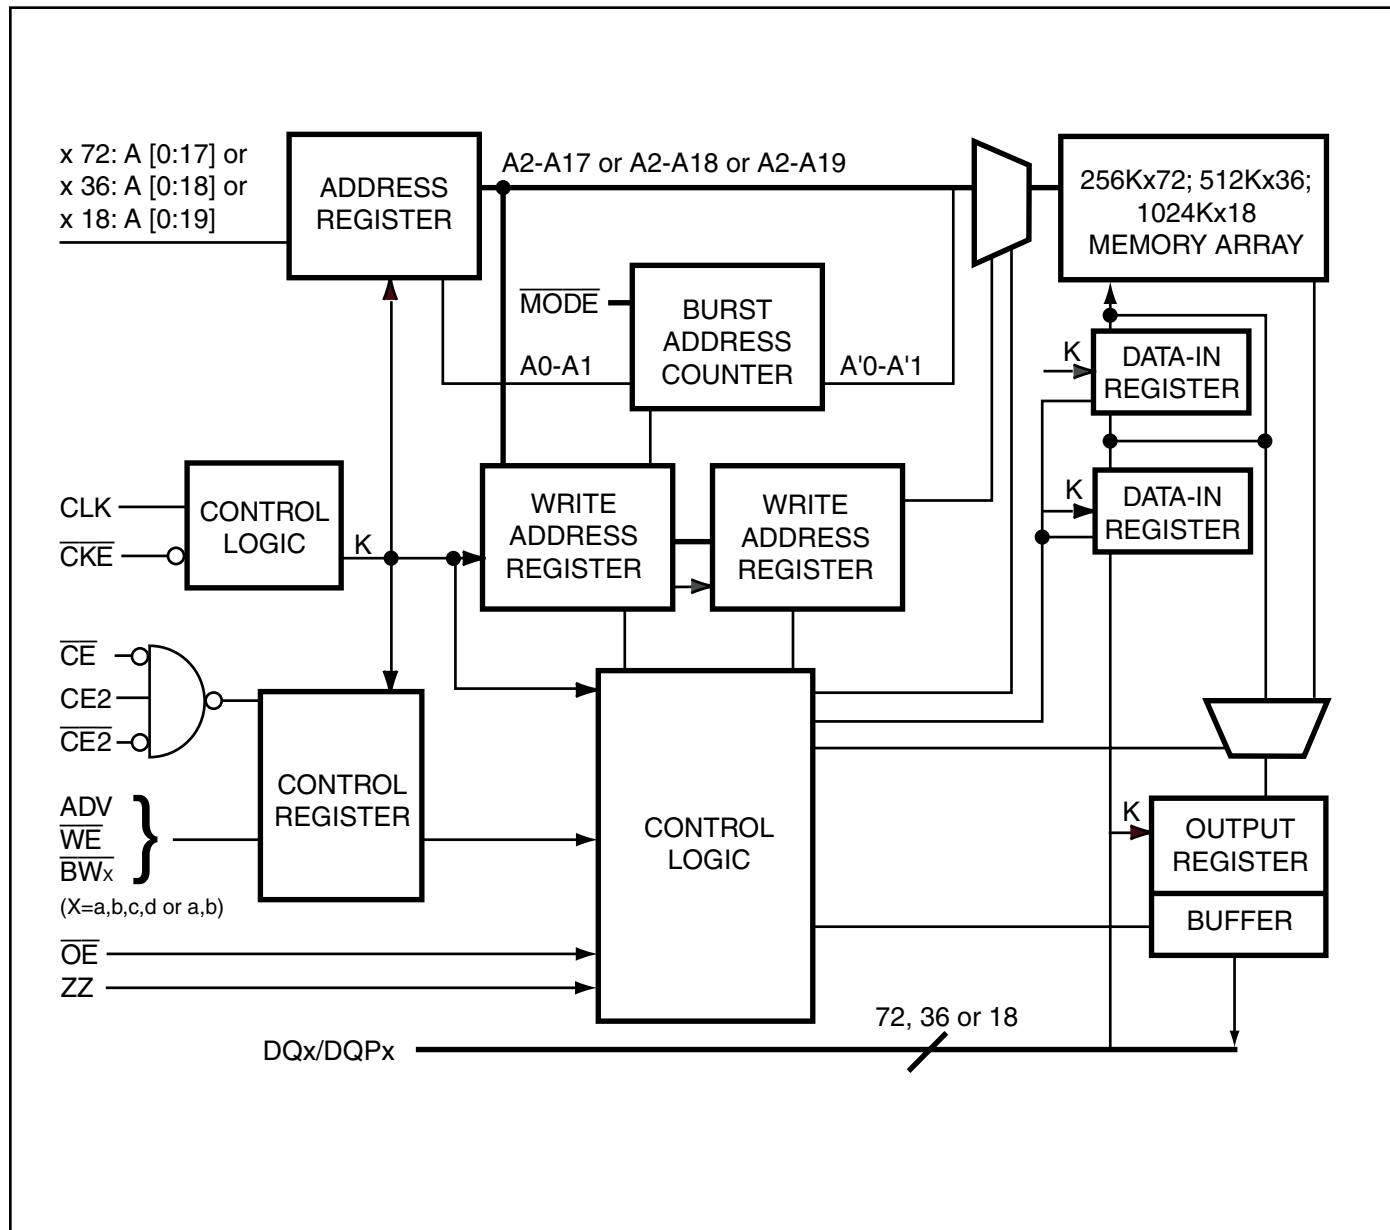 x 72: A [0:17] or
x 36: A [0:18] or
x 18: A [0:19]
ADDRESS
REGISTER
A2-A17 or A2-A18 or A2-A19
256Kx72; 512Kx36;
1024Kx18
MEMORY ARRAY
MODE
BURST
ADDRESS
COUNTER
A0-A1
A'0-A'1
K
DATA-IN
REGISTER
K
DATA-IN
REGISTER
CLK
CKE
CONTROL
LOGIC
K
WRITE
ADDRESS
REGISTER
WRITE
ADDRESS
REGISTER
CE
CE2
CE2
CONTROL
REGISTER
ADV
WE
BWx
}
(X=a,b,c,d or a,b)
OE
ZZ
CONTROL
LOGIC
K
OUTPUT
REGISTER
BUFFER
72, 36 or 18
DQx/DQPx